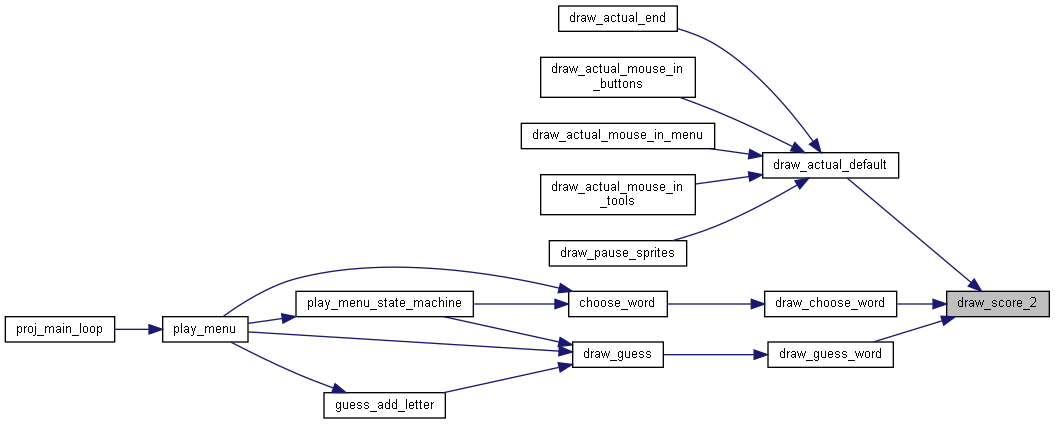 draw_actual_end
draw_actual_mouse_in
_buttons
draw_actual_mouse_in_menu
draw_actual_default
draw_actual_mouse_in
_tools
draw_pause_sprites
play_menu_state_machine
choose_word
draw_choose_word
draw_score_2
proj_main_loop
play_menu
draw_guess
draw_guess_word
guess_add_letter